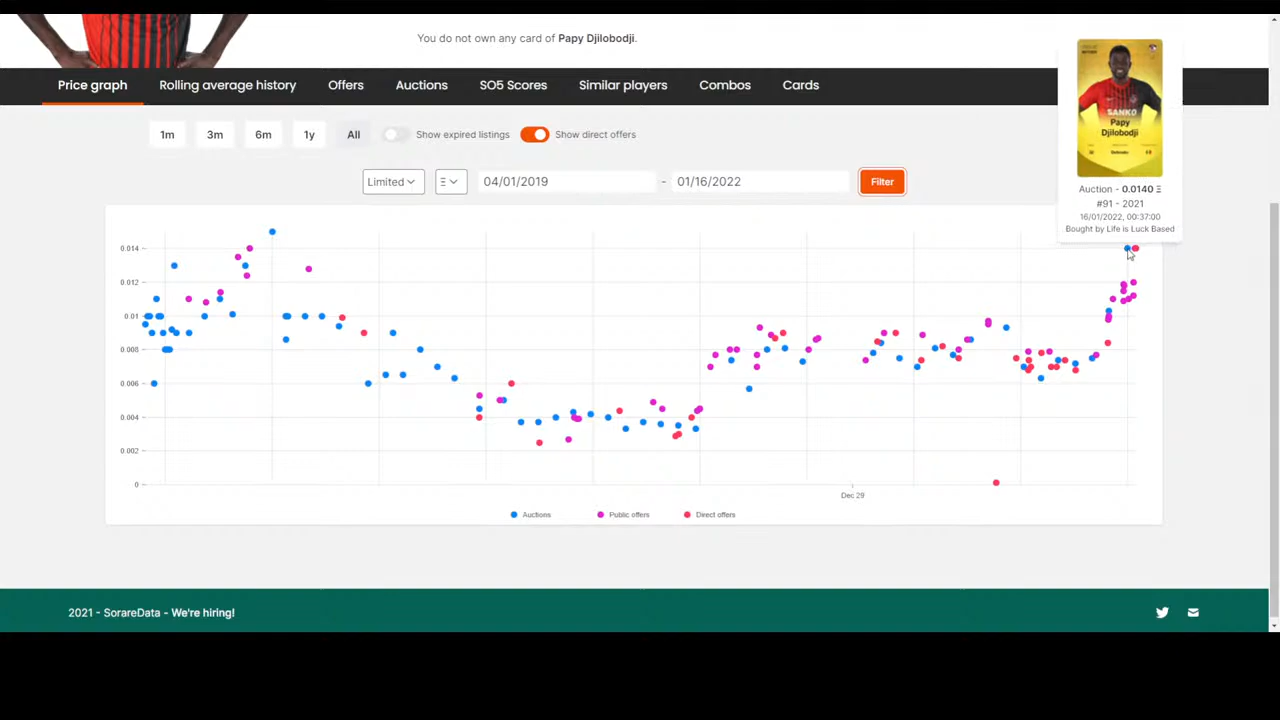 You do not own any card of Papy Djilobodji.
Price graph Rolling average history Offers Auctions SO5 Scores Similar players Combos Cards
1m 3m 6m 1y All Show expired listings Show direct offers
Limited Ξ 04/01/2019 - 01/16/2022 Filter
SANKO
Papy
Djilobodji
Auction - 0.0140 Ξ
#91 - 2021
16/01/2022, 00:37:00
Bought by Life is Luck Based
0.014
0.012
0.01
0.008
0.006
0.004
0.002
0
Dec 29
Auctions Public offers Direct offers
2021 - SorareData - We're hiring!